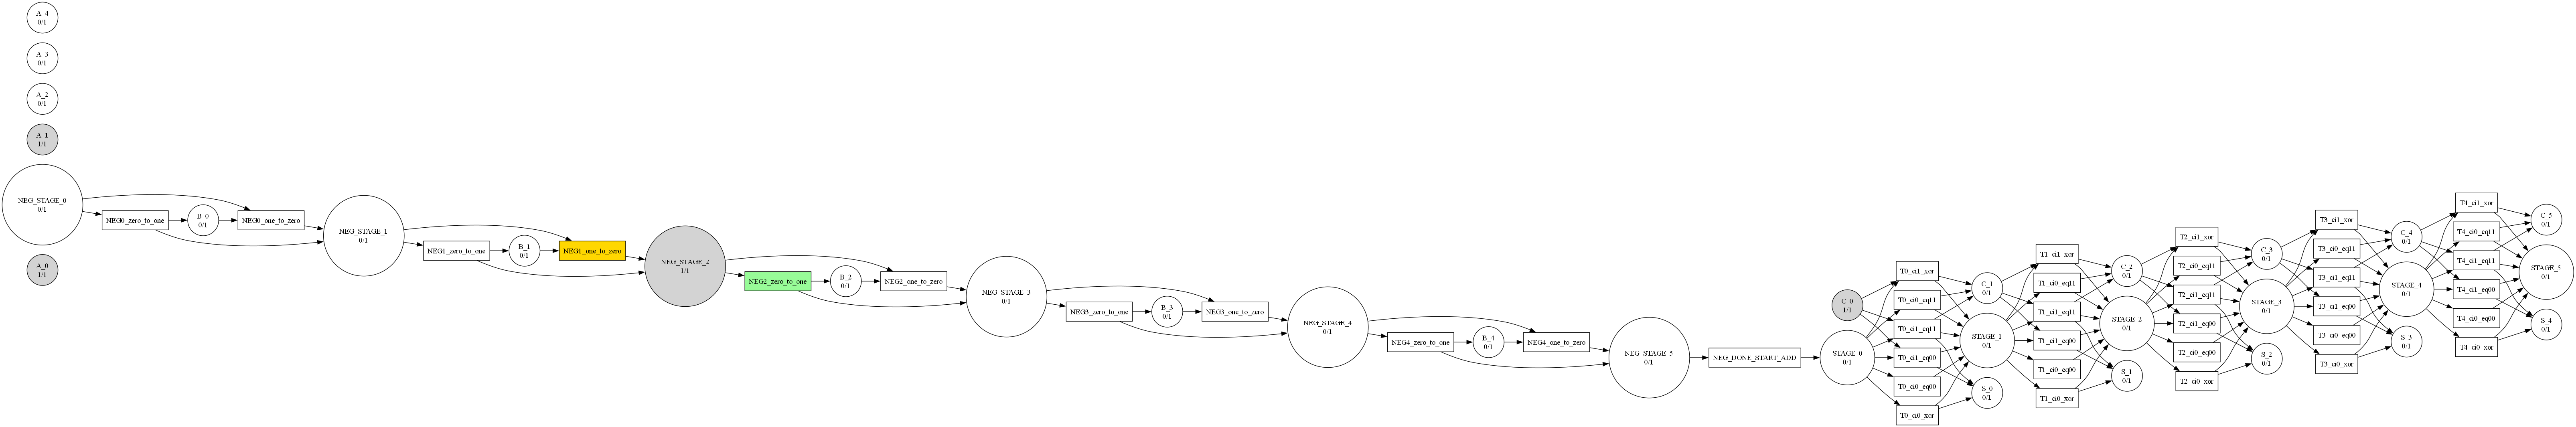 A_4
0/1
A_3
0/1
A_2
0/1
A_1
1/1
NEG_STAGE_0
0/1
A_0
1/1
NEG0_zero_to_one
B_0
0/1
NEG0_one_to_zero
NEG_STAGE_1
0/1
NEG1_zero_to_one
B_1
0/1
NEG1_one_to_zero
NEG_STAGE_2
1/1
NEG2_zero_to_one
B_2
0/1
NEG2_one_to_zero
NEG_STAGE_3
0/1
NEG3_zero_to_one
B_3
0/1
NEG3_one_to_zero
NEG_STAGE_4
0/1
NEG4_zero_to_one
B_4
0/1
NEG4_one_to_zero
NEG_STAGE_5
0/1
NEG_DONE_START_ADD
C_0
1/1
STAGE_0
0/1
T0_ci1_xor
T0_ci0_eq11
T0_ci1_eq11
T0_ci1_eq00
T0_ci0_eq00
T0_ci0_xor
C_1
0/1
STAGE_1
0/1
S_0
0/1
T1_ci1_xor
T1_ci0_eq11
T1_ci1_eq11
T1_ci1_eq00
T1_ci0_eq00
T1_ci0_xor
C_2
0/1
STAGE_2
0/1
S_1
0/1
T2_ci1_xor
T2_ci0_eq11
T2_ci1_eq11
T2_ci1_eq00
T2_ci0_eq00
T2_ci0_xor
C_3
0/1
STAGE_3
0/1
S_2
0/1
T3_ci1_xor
T3_ci0_eq11
T3_ci1_eq11
T3_ci1_eq00
T3_ci0_eq00
T3_ci0_xor
C_4
0/1
STAGE_4
0/1
S_3
0/1
T4_ci1_xor
T4_ci0_eq11
T4_ci1_eq11
T4_ci1_eq00
T4_ci0_eq00
T4_ci0_xor
C_5
0/1
STAGE_5
0/1
S_4
0/1